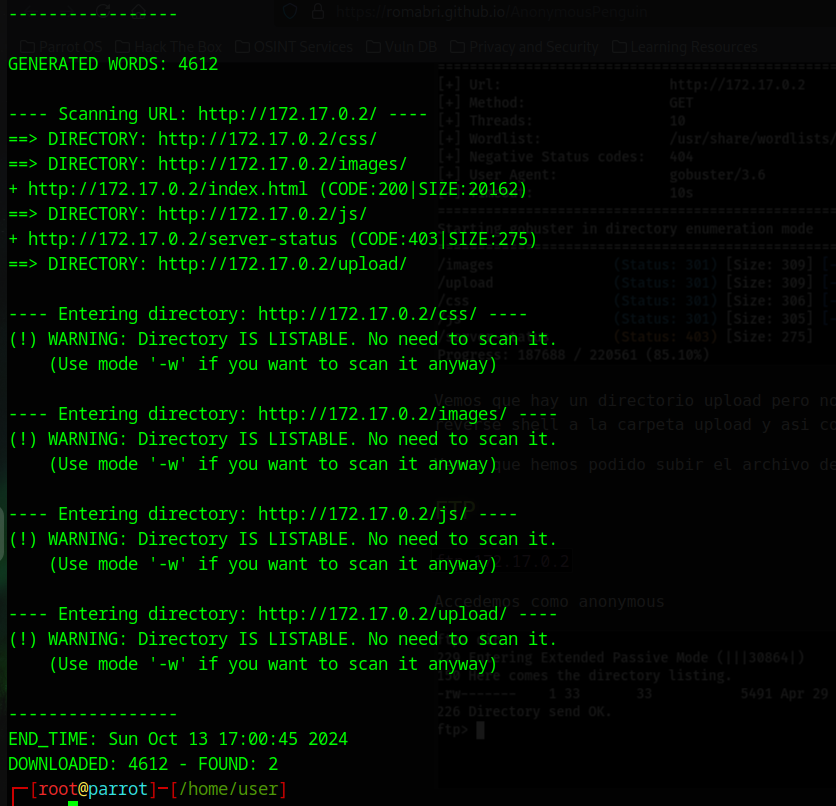 -----------------
https://romabri.github.io/AnonymousPenguin
Parrot OS Hack The Box OSINT Services Vuln DB Privacy and Security Learning Resources
GENERATED WORDS: 4612
---- Scanning URL: http://172.17.0.2/ ----
==> DIRECTORY: http://172.17.0.2/css/
==> DIRECTORY: http://172.17.0.2/images/
+ http://172.17.0.2/index.html (CODE:200|SIZE:20162)
==> DIRECTORY: http://172.17.0.2/js/
+ http://172.17.0.2/server-status (CODE:403|SIZE:275)
==> DIRECTORY: http://172.17.0.2/upload/
---- Entering directory: http://172.17.0.2/css/ ----
(!) WARNING: Directory IS LISTABLE. No need to scan it.
(Use mode '-w' if you want to scan it anyway)
---- Entering directory: http://172.17.0.2/images/ ----
(!) WARNING: Directory IS LISTABLE. No need to scan it.
(Use mode '-w' if you want to scan it anyway)
---- Entering directory: http://172.17.0.2/js/ ----
(!) WARNING: Directory IS LISTABLE. No need to scan it.
(Use mode '-w' if you want to scan it anyway)
---- Entering directory: http://172.17.0.2/upload/ ----
(!) WARNING: Directory IS LISTABLE. No need to scan it.
(Use mode '-w' if you want to scan it anyway)
-----------------
END_TIME: Sun Oct 13 17:00:45 2024
DOWNLOADED: 4612 - FOUND: 2
┌─[root@parrot]─[/home/user]
[+] Url: http://172.17.0.2
[+] Method: GET
[+] Threads: 10
[+] Wordlist: /usr/share/wordlists/
[+] Negative Status codes: 404
[+] User Agent: gobuster/3.6
10s
buster in directory enumeration mode
/images (Status: 301) [Size: 309]
/upload (Status: 301) [Size: 309]
/css (Status: 301) [Size: 306]
(Status: 301) [Size: 305]
(Status: 403) [Size: 275]
Progress: 187688 / 220561 (85.10%)
Vemos que hay un directorio upload pero no
reverse shell a la carpeta upload y asi co
que hemos podido subir el archivo de
FTP
.17.0.2
Accedemos como anonymous
229 Entering Extended Passive Mode (|||30864|)
150 Here comes the directory listing.
-rw------- 1 33 33 5491 Apr 29
226 Directory send OK.
ftp>